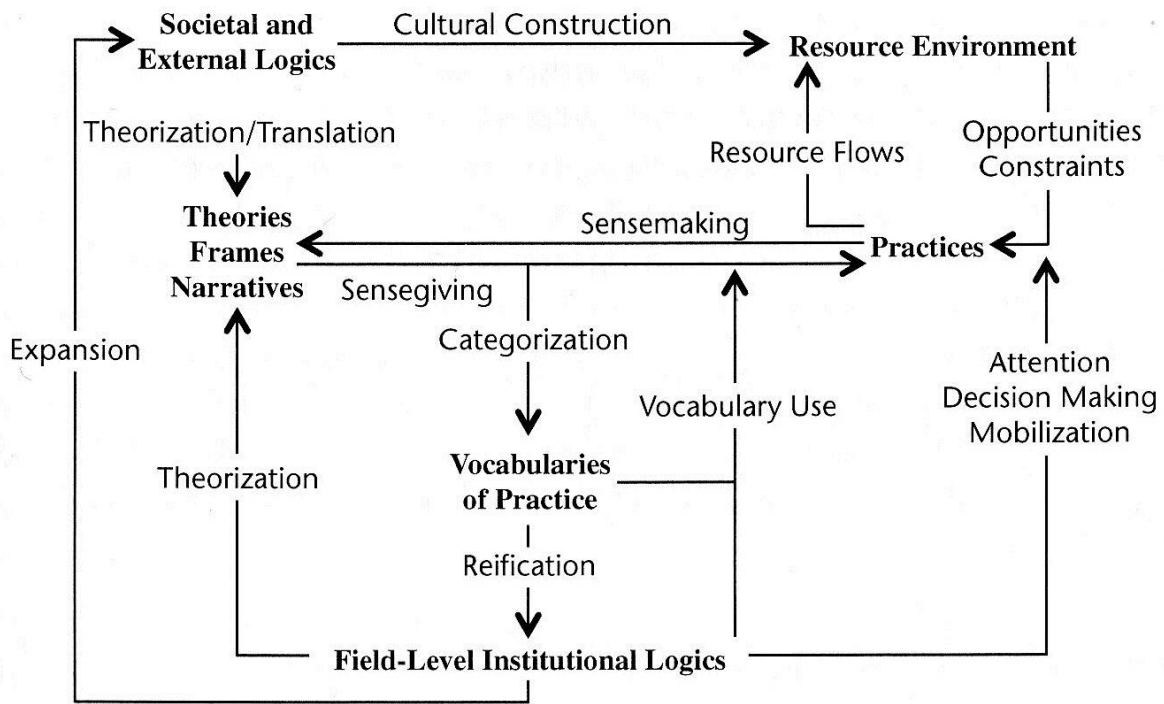 Societal and
External Logics
Cultural Construction
Resource Environment
Theorization/Translation
Resource Flows
Opportunities
Constraints
Theories
Frames
Narratives
Sensemaking
Practices
Sensegiving
Categorization
Expansion
Vocabulary Use
Attention
Decision Making
Mobilization
Theorization
Vocabularies
of Practice
Reification
Field-Level Institutional Logics